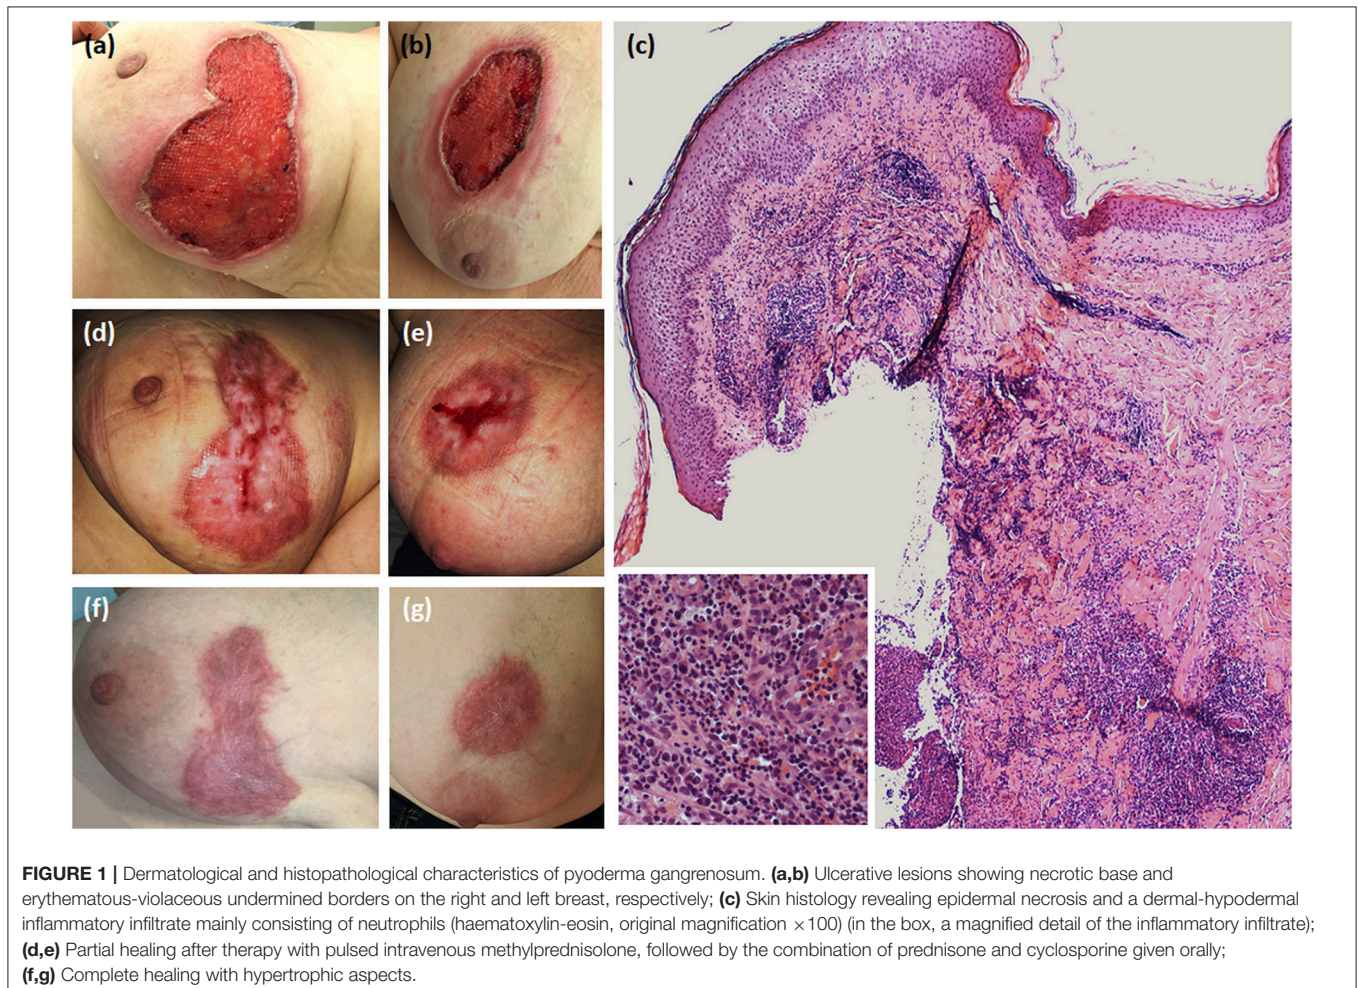 (a)
(b)
(c)
(d)
(e)
(f)
(g)
FIGURE 1 | Dermatological and histopathological characteristics of pyoderma gangrenosum. (a,b) Ulcerative lesions showing necrotic base and
erythematous-violaceous undermined borders on the right and left breast, respectively; (c) Skin histology revealing epidermal necrosis and a dermal-hypodermal
inflammatory infiltrate mainly consisting of neutrophils (haematoxylin-eosin, original magnification ×100) (in the box, a magnified detail of the inflammatory infiltrate);
(d,e) Partial healing after therapy with pulsed intravenous methylprednisolone, followed by the combination of prednisone and cyclosporine given orally;
(f,g) Complete healing with hypertrophic aspects.